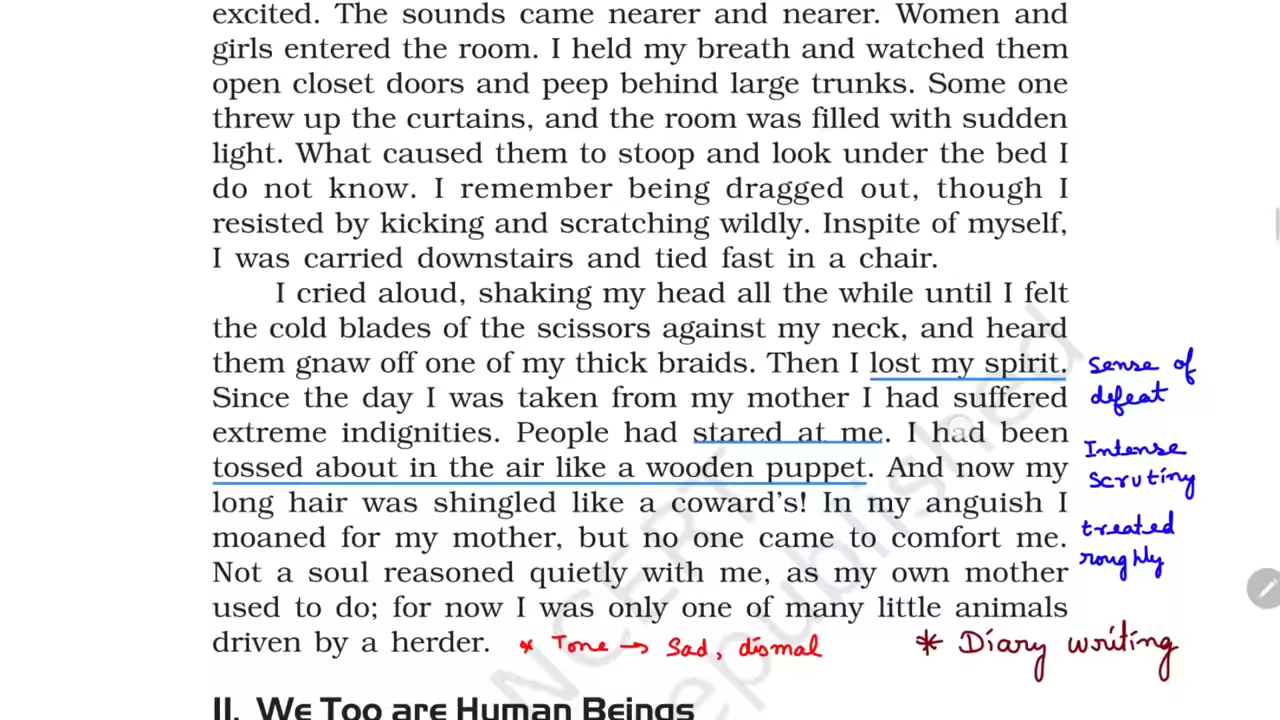 excited. The sounds came nearer and nearer. Women and
girls entered the room. I held my breath and watched them
open closet doors and peep behind large trunks. Some one
threw up the curtains, and the room was filled with sudden
light. What caused them to stoop and look under the bed I
do not know. I remember being dragged out, though I
resisted by kicking and scratching wildly. Inspite of myself,
I was carried downstairs and tied fast in a chair.
I cried aloud, shaking my head all the while until I felt
the cold blades of the scissors against my neck, and heard
them gnaw off one of my thick braids. Then I lost my spirit.
Since the day I was taken from my mother I had suffered
extreme indignities. People had stared at me. I had been
tossed about in the air like a wooden puppet. And now my
long hair was shingled like a coward's! In my anguish I
moaned for my mother, but no one came to comfort me.
Not a soul reasoned quietly with me, as my own mother
used to do; for now I was only one of many little animals
driven by a herder.
sense of
defeat
Intense
scrutiny
treated
roughly
* Tone → Sad, dismal
* Diary writing
II. We Too are Human Beings
NCERT
republished